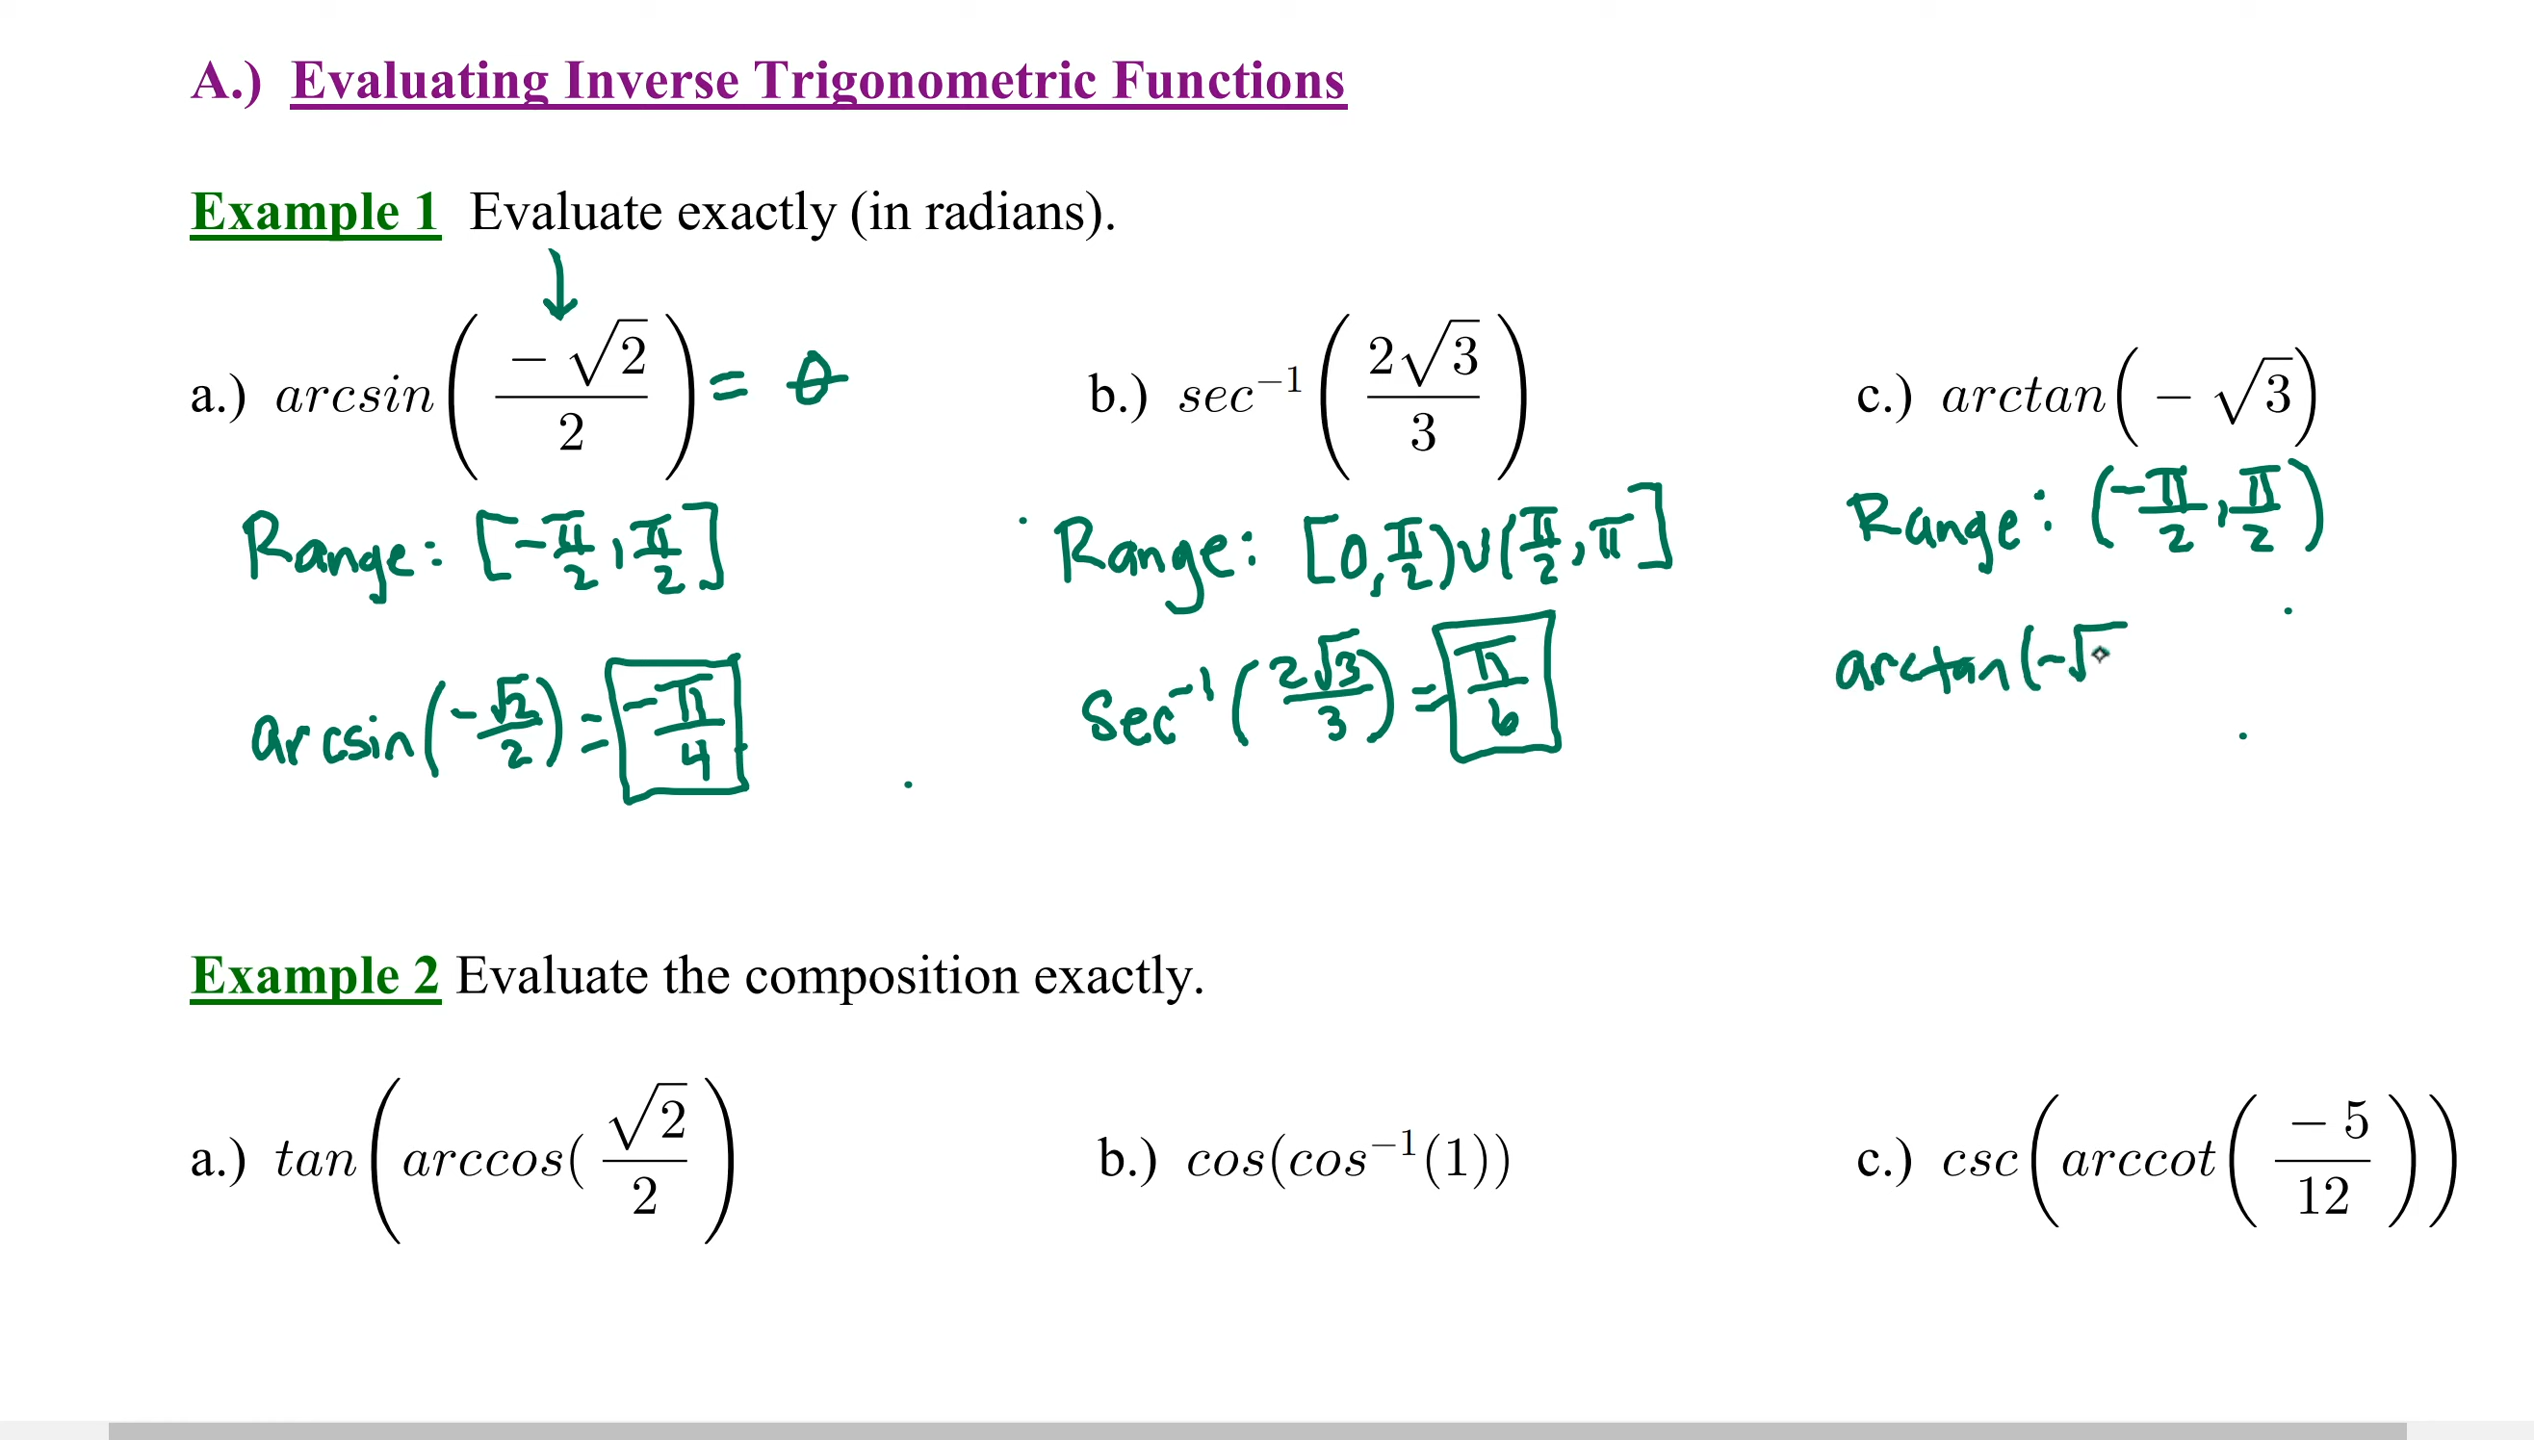 A.) Evaluating Inverse Trigonometric Functions
Example 1 Evaluate exactly (in radians).
a.) arcsin(−√2/2) = θ
b.) sec⁻¹(2√3/3)
c.) arctan(−√3)
Range: [-π/2, π/2]
Range: [0, π/2) ∪ (π/2, π]
Range: (-π/2, π/2)
arcsin(-√2/2) = -π/4
sec⁻¹(2√3/3) = π/6
arctan(-√
Example 2 Evaluate the composition exactly.
a.) tan(arccos(√2/2)
b.) cos(cos⁻¹(1))
c.) csc(arccot(−5/12))